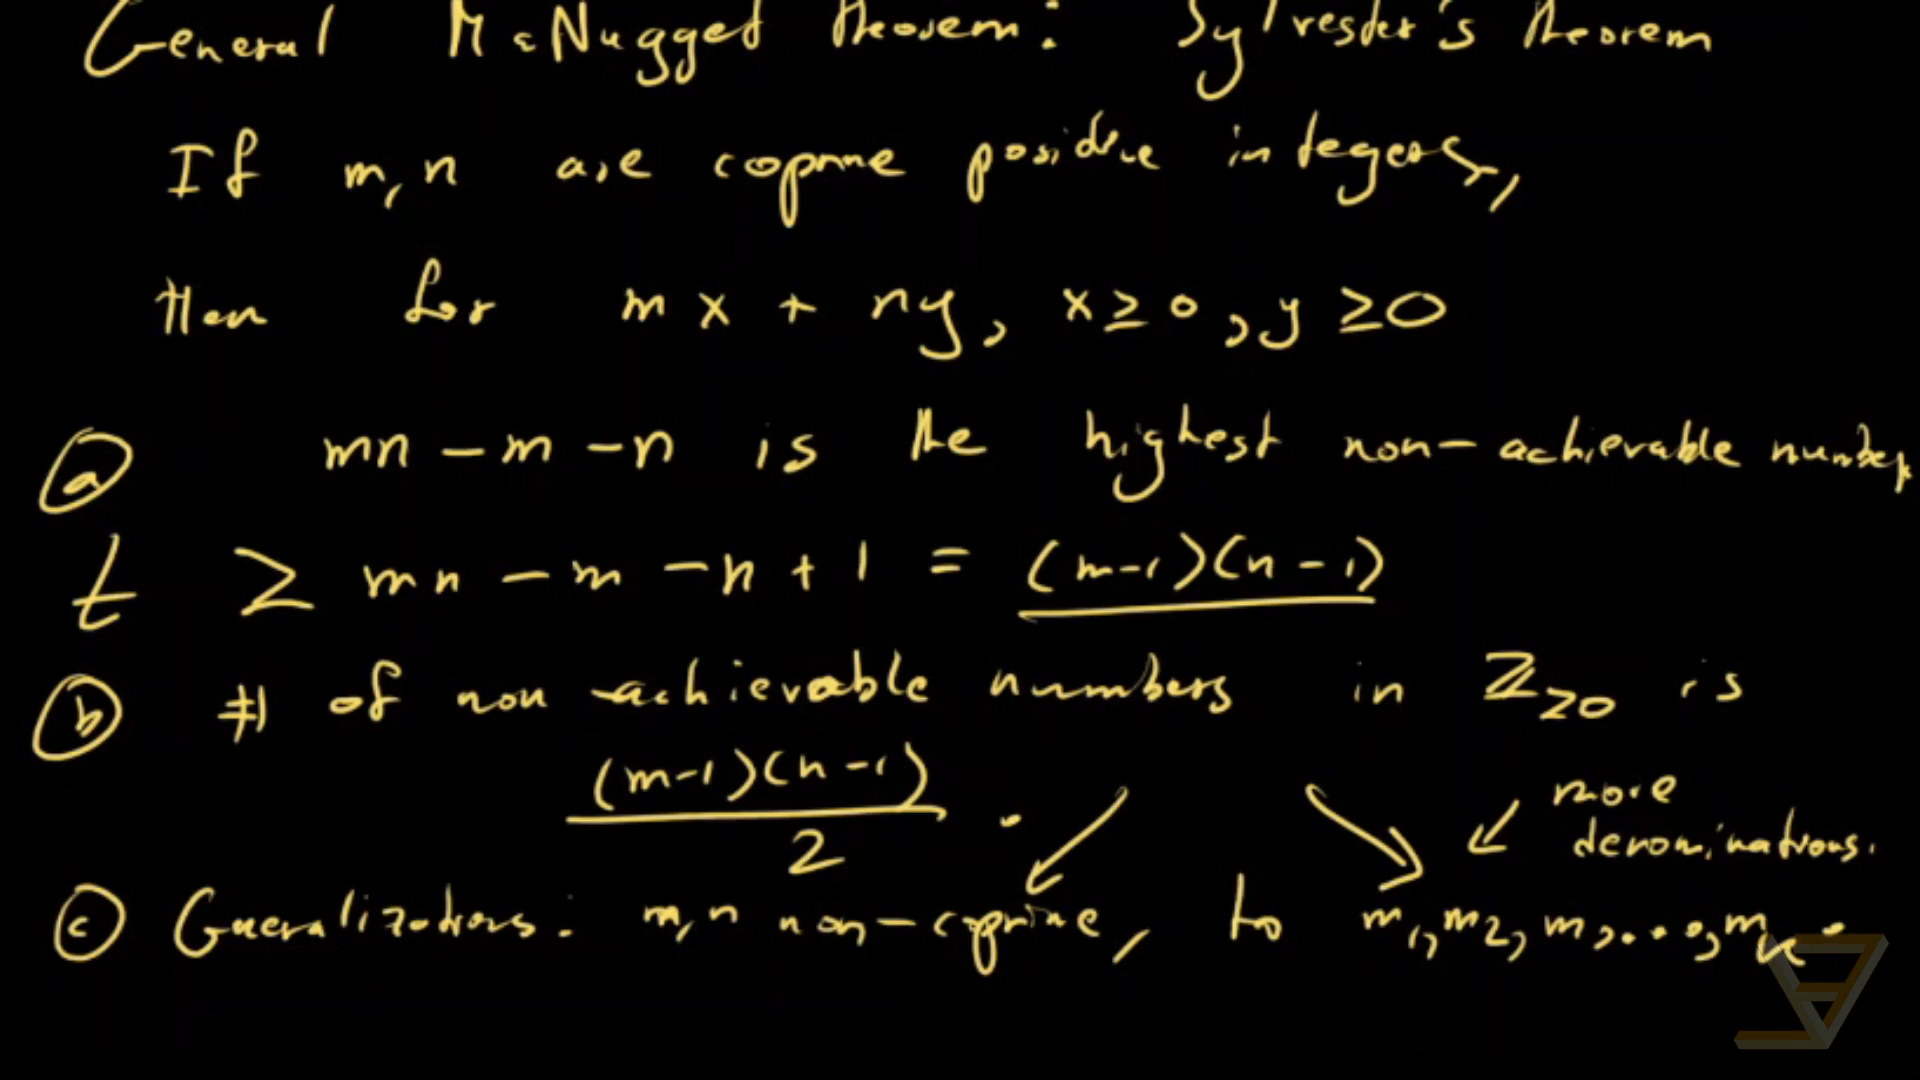 General McNugget theorem: Sylvester's theorem
If m, n are coprime positive integers,
then for mx + ny, x ≥ 0, y ≥ 0
(a) mn - m - n is the highest non-achievable number
t ≥ mn - m - n + 1 = (m-1)(n-1)
(b) # of non achievable numbers in ℤ≥0 is
(m-1)(n-1)
2 .
more
denominations.
(c) Generalizations: m, n non-coprime, to m1, m2, m3..., mk.